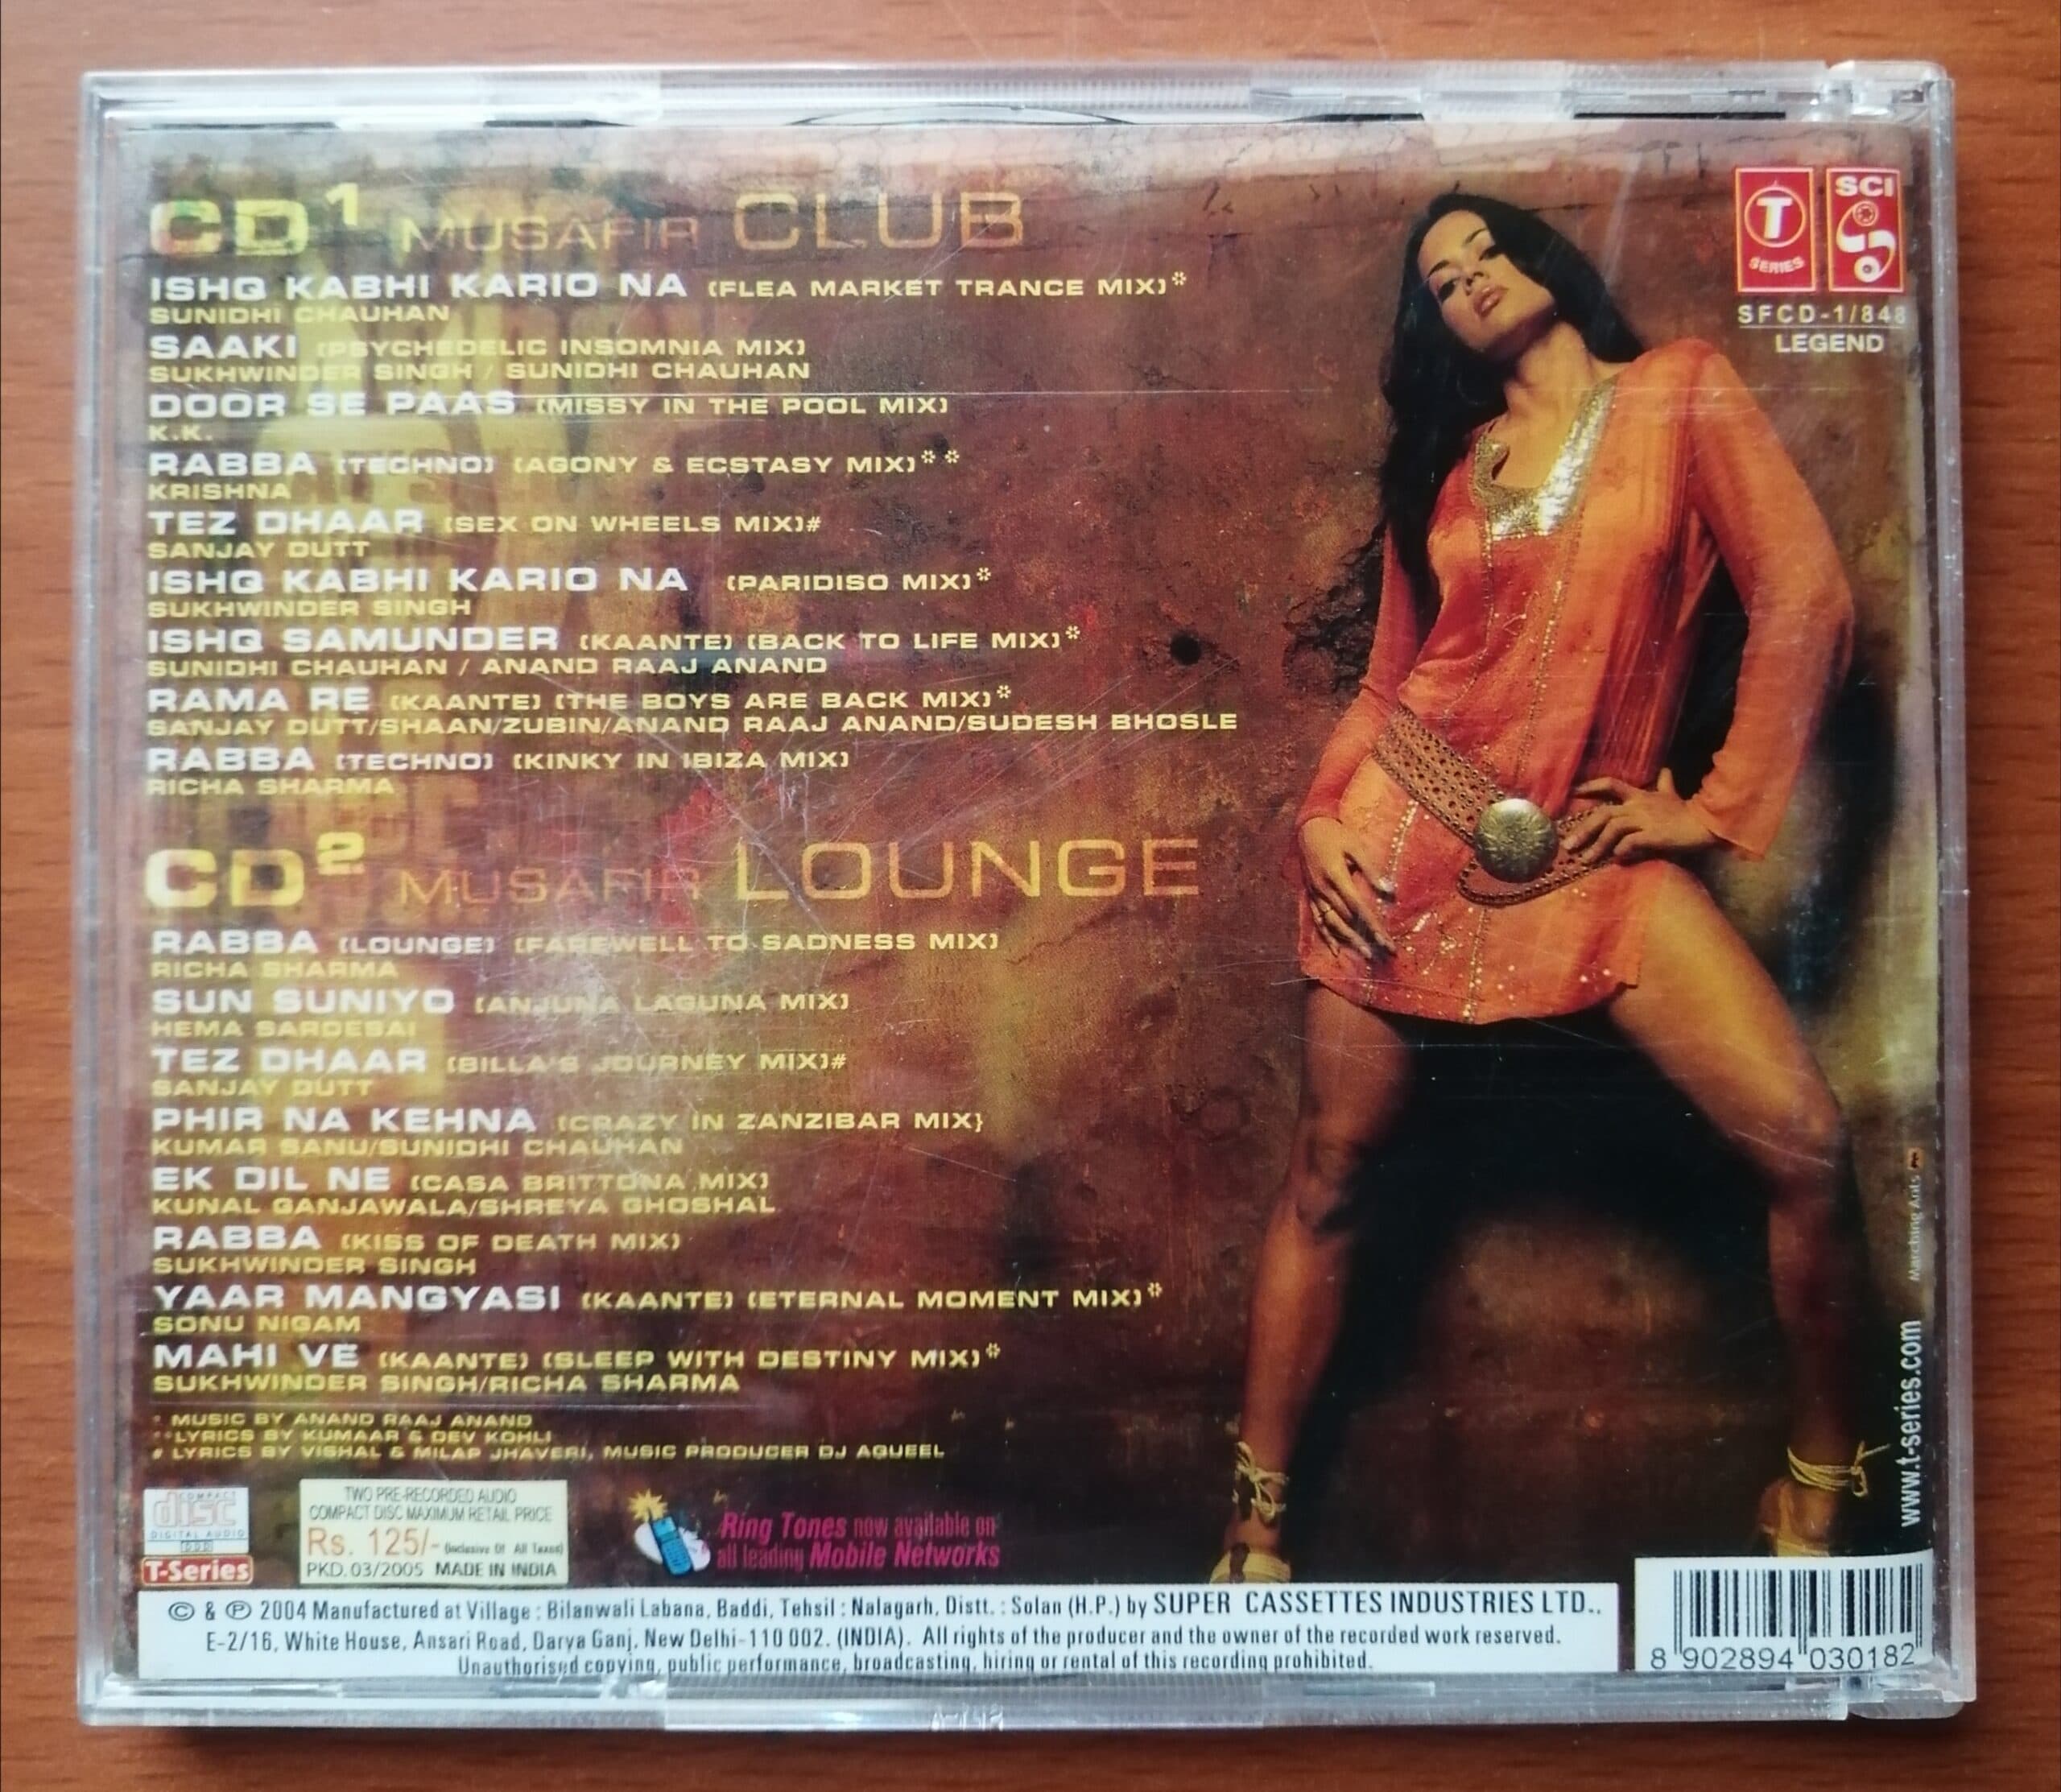 CD1 MUSAFIR CLUB
ISHQ KABHI KARIO NA (FLEA MARKET TRANCE MIX)*
SUNIDHI CHAUHAN
SAAKI (PSYCHEDELIC INSOMNIA MIX)
SUKHWINDER SINGH / SUNIDHI CHAUHAN
DOOR SE PAAS (MISSY IN THE POOL MIX)
K.K.
RABBA (TECHNO) (AGONY & ECSTASY MIX)**
KRISHNA
TEZ DHAAR (SEX ON WHEELS MIX)#
SANJAY DUTT
ISHQ KABHI KARIO NA (PARIDISO MIX)*
SUKHWINDER SINGH
ISHQ SAMUNDER (KAANTE) (BACK TO LIFE MIX)*
SUNIDHI CHAUHAN / ANAND RAAJ ANAND
RAMA RE (KAANTE) (THE BOYS ARE BACK MIX)*
SANJAY DUTT/SHAAN/ZUBIN/ANAND RAAJ ANAND/SUDESH BHOSLE
RABBA (TECHNO) (KINKY IN IBIZA MIX)
RICHA SHARMA
CD2 MUSAFIR LOUNGE
RABBA (LOUNGE) (FAREWELL TO SADNESS MIX)
RICHA SHARMA
SUN SUNIYO (ANJUNA LAGUNA MIX)
HEMA SARDESAI
TEZ DHAAR (BILLA'S JOURNEY MIX)#
SANJAY DUTT
PHIR NA KEHNA (CRAZY IN ZANZIBAR MIX}
KUMAR SANU/SUNIDHI CHAUHAN
EK DIL NE (CASA BRITTONA MIX)
KUNAL GANJAWALA/SHREYA GHOSHAL
RABBA (KISS OF DEATH MIX)
SUKHWINDER SINGH
YAAR MANGYASI (KAANTE) (ETERNAL MOMENT MIX)*
SONU NIGAM
MAHI VE (KAANTE) (SLEEP WITH DESTINY MIX)*
SUKHWINDER SINGH/RICHA SHARMA
* MUSIC BY ANAND RAAJ ANAND
**LYRICS BY KUMAAR & DEV KOHLI
# LYRICS BY VISHAL & MILAP JHAVERI, MUSIC PRODUCER DJ AQUEEL
T SERIES
SCI
SFCD-1/848
LEGEND
Marching Ants
www.t-series.com
COMPACT
disc
DIGITAL AUDIO
T-Series
TWO PRE-RECORDED AUDIO
COMPACT DISC MAXIMUM RETAIL PRICE
Rs. 125/- (Inclusive Of All Taxes)
PKD. 03/2005 MADE IN INDIA
Ring Tones now available on
all leading Mobile Networks
© & ℗ 2004 Manufactured at Village : Bilanwali Labana, Baddi, Tehsil : Nalagarh, Distt. : Solan (H.P.) by SUPER CASSETTES INDUSTRIES LTD.,
E-2/16, White House, Ansari Road, Darya Ganj, New Delhi-110 002. (INDIA). All rights of the producer and the owner of the recorded work reserved.
Unauthorised copying, public performance, broadcasting, hiring or rental of this recording prohibited.
8 902894 030182